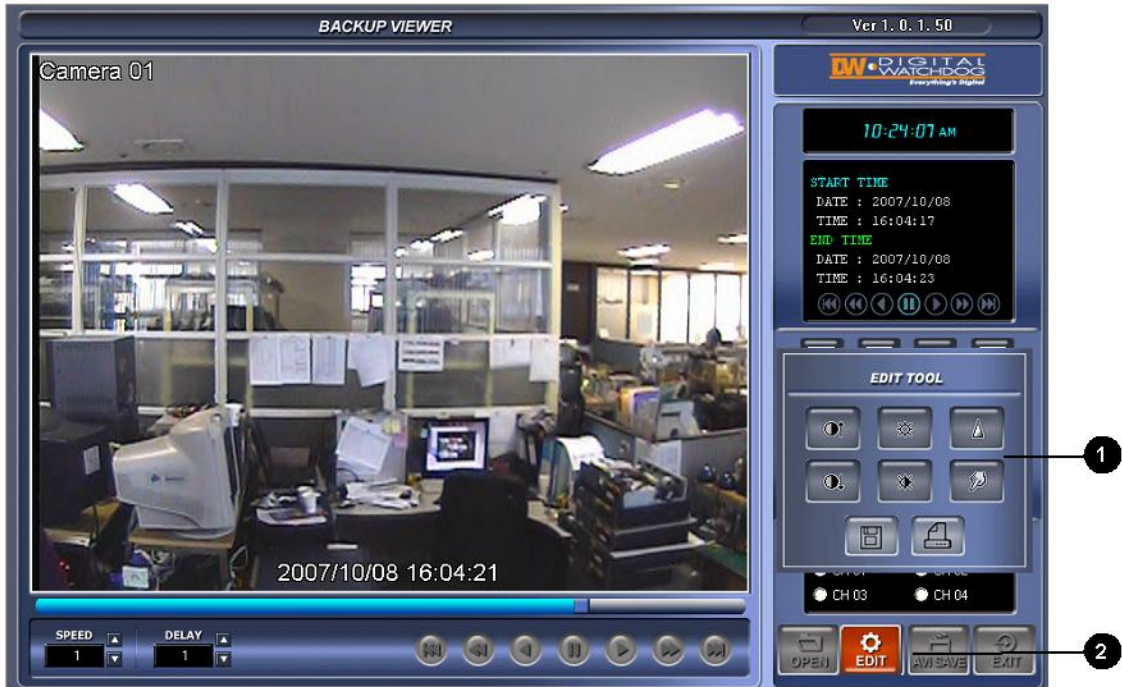 BACKUP VIEWER
Ver 1. 0. 1. 50
Camera 01
DW DIGITAL
WATCHDOG
Everything's Digital
10:24:07 AM
START TIME
DATE : 2007/10/08
TIME : 16:04:17
END TIME
DATE : 2007/10/08
TIME : 16:04:23
EDIT TOOL
1
2007/10/08 16:04:21
CH 03
CH 04
SPEED
1
DELAY
1
OPEN
EDIT
AVI SAVE
EXIT
2